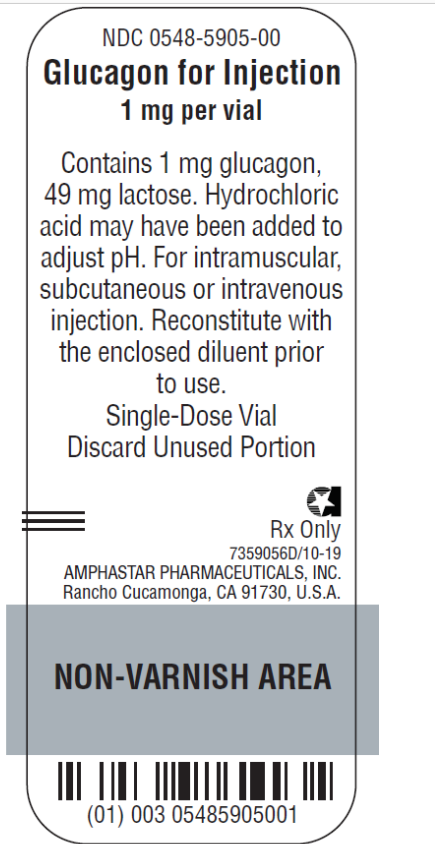 NDC 0548-5905-00
Glucagon for Injection
1 mg per vial
Contains 1 mg glucagon,
49 mg lactose. Hydrochloric
acid may have been added to
adjust pH. For intramuscular,
subcutaneous or intravenous
injection. Reconstitute with
the enclosed diluent prior
to use.
Single-Dose Vial
Discard Unused Portion
Rx Only
7359056D/10-19
AMPHASTAR PHARMACEUTICALS, INC.
Rancho Cucamonga, CA 91730, U.S.A.
NON-VARNISH AREA
(01) 003 05485905001